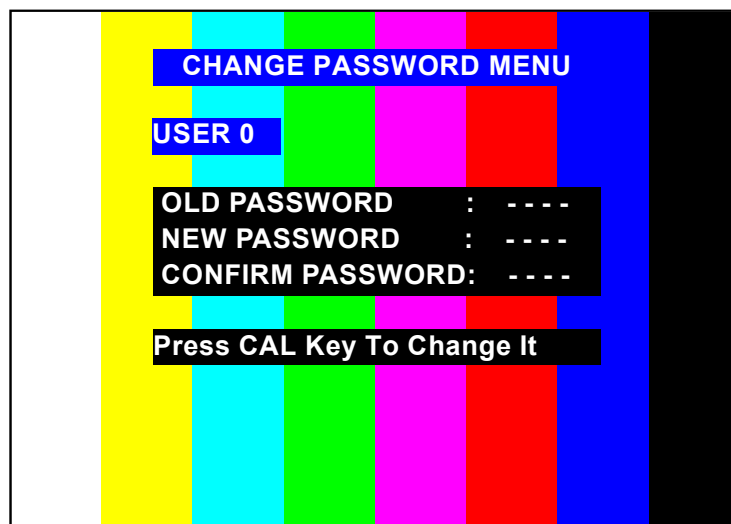 CHANGE PASSWORD MENU
USER 0
OLD PASSWORD : - - - -
NEW PASSWORD : - - - -
CONFIRM PASSWORD: - - - -
Press CAL Key To Change It